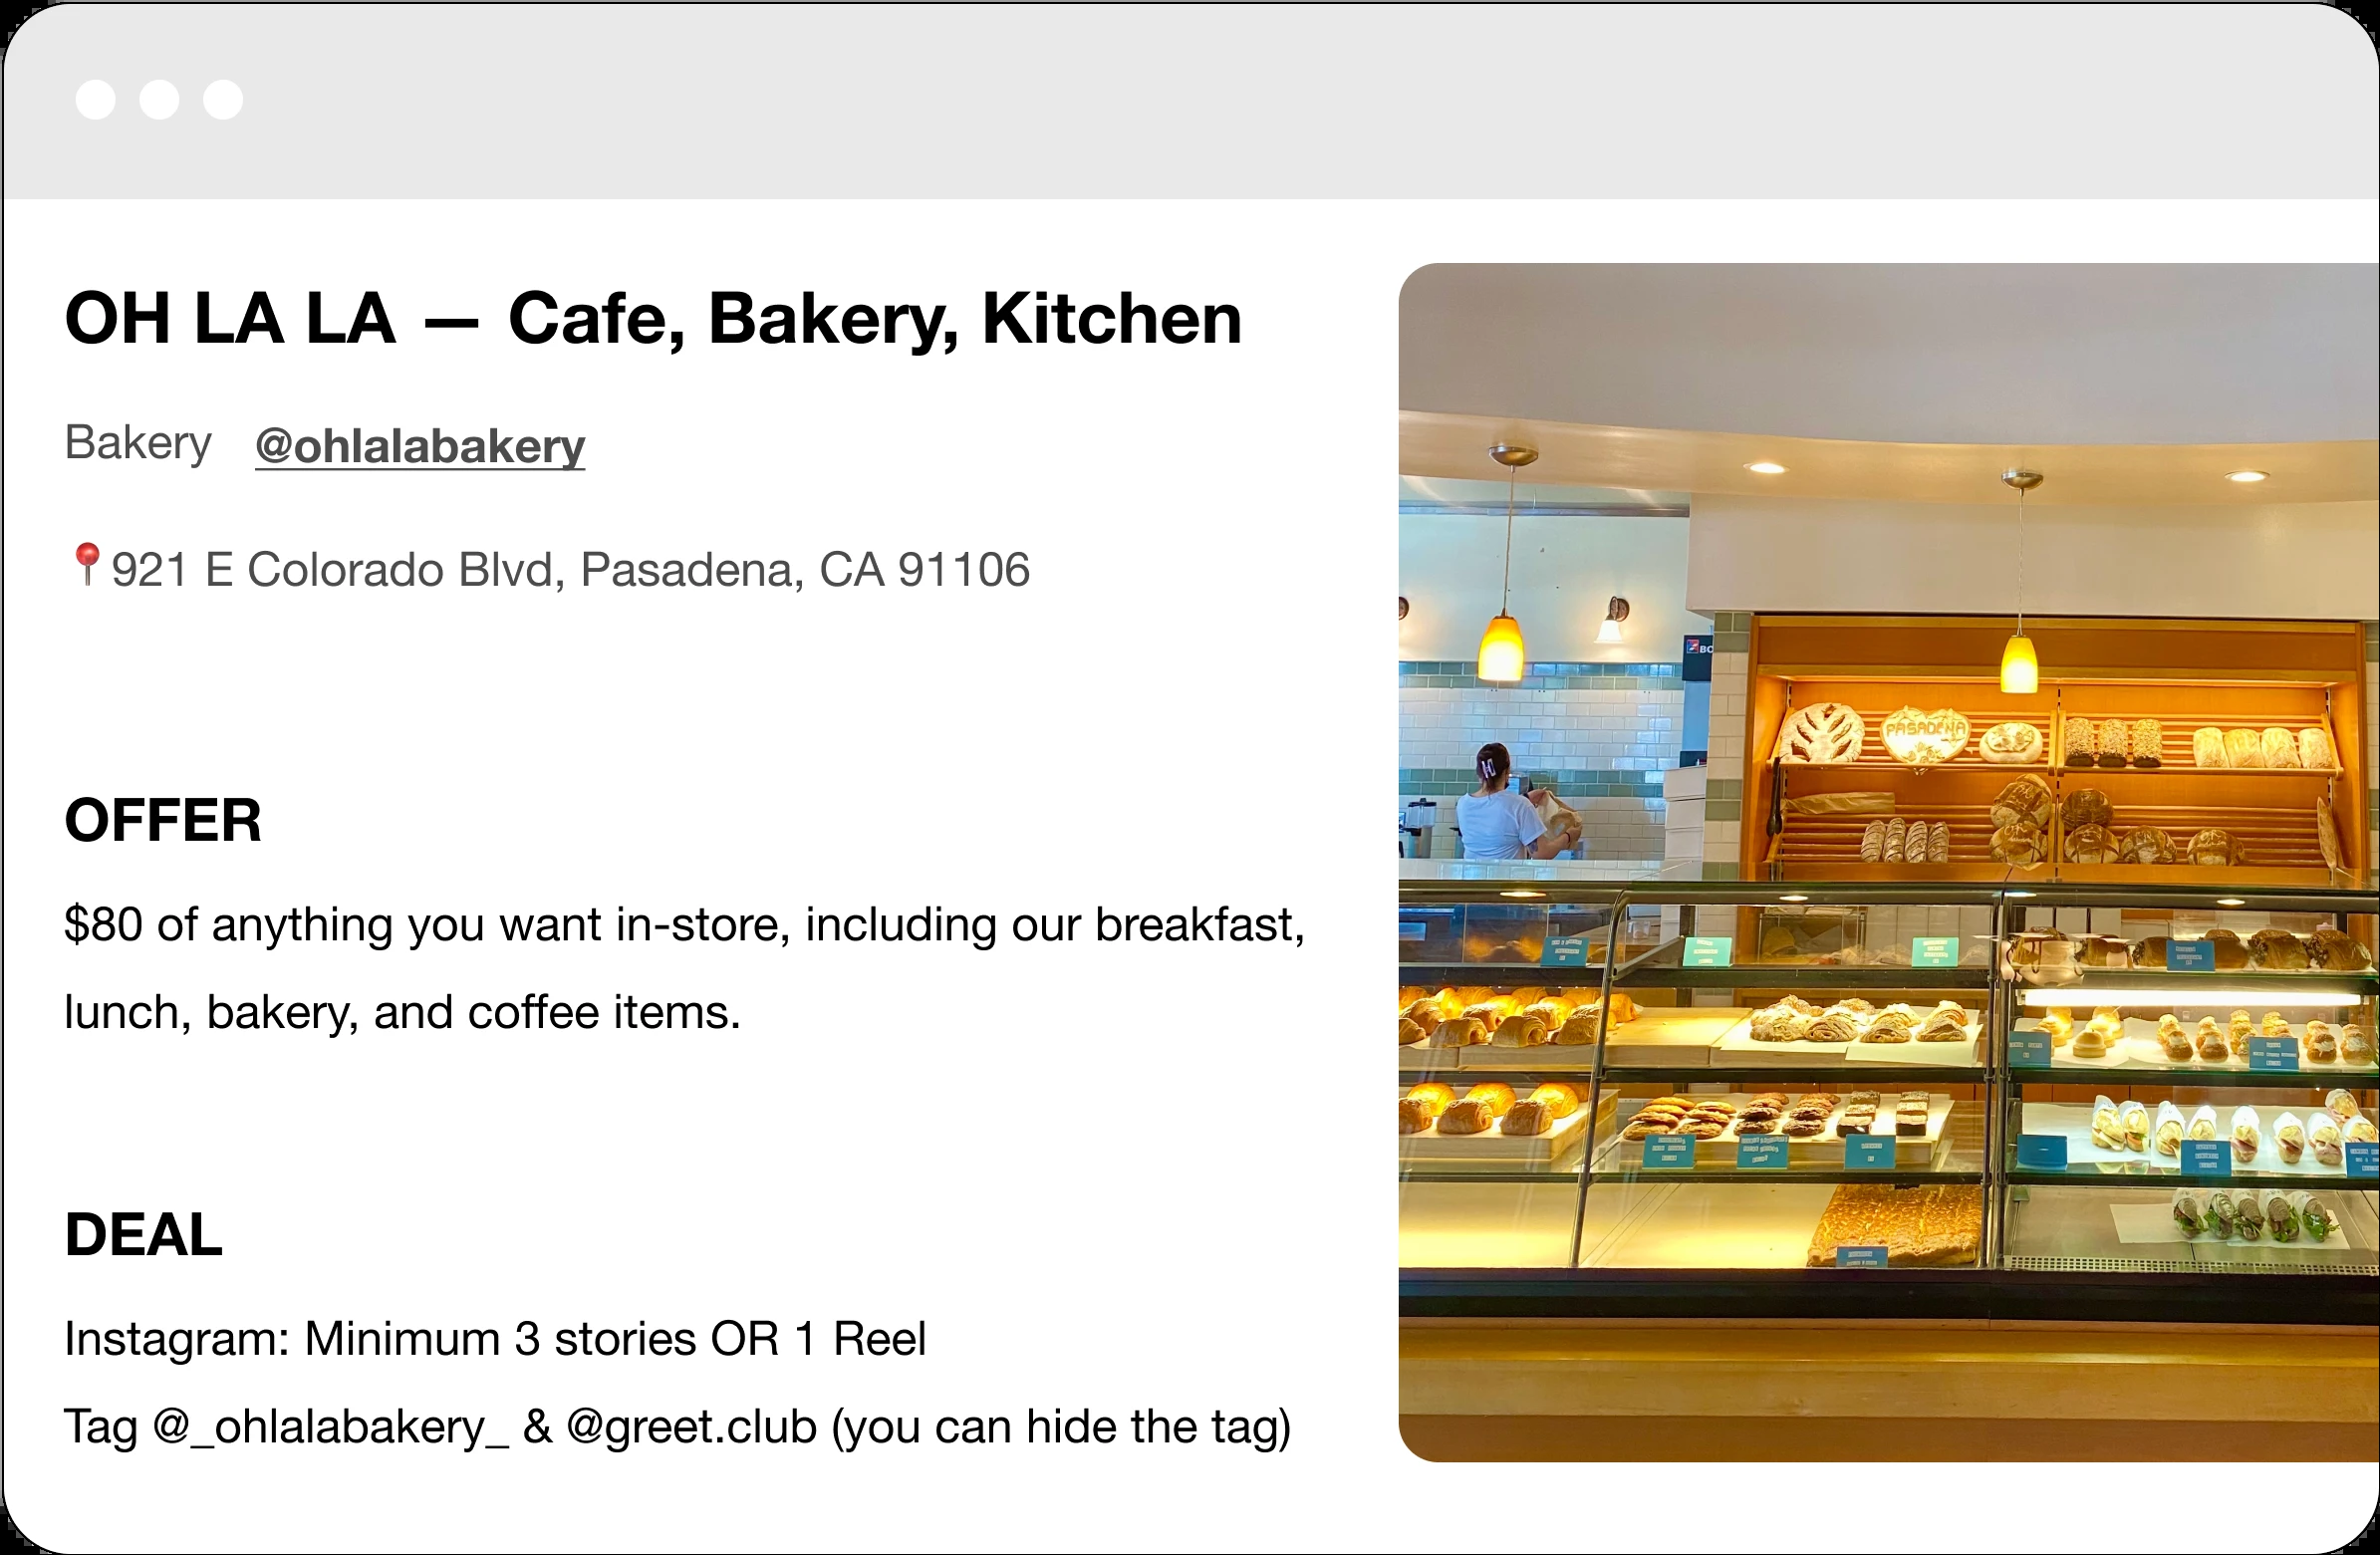 OH LA LA — Cafe, Bakery, Kitchen
Bakery @ohlalabakery
📍921 E Colorado Blvd, Pasadena, CA 91106
OFFER
$80 of anything you want in-store, including our breakfast,
lunch, bakery, and coffee items.
DEAL
Instagram: Minimum 3 stories OR 1 Reel
Tag @_ohlalabakery_ & @greet.club (you can hide the tag)
PASADENA